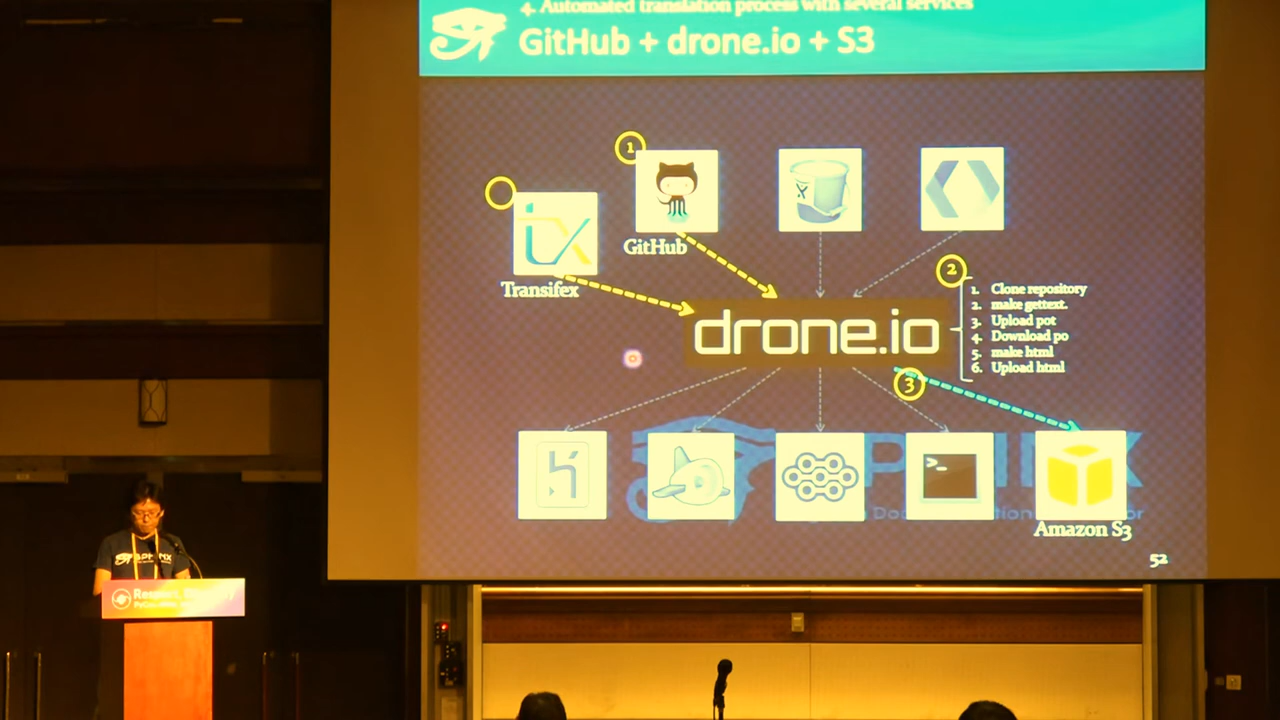 4. Automated translation process with several services
GitHub + drone.io + S3
1
GitHub
Transifex
2
1. Clone repository
2. make gettext.
3. Upload pot
4. Download po
5. make html
6. Upload html
drone.io
3
>_
Amazon S3
52
SPHINX